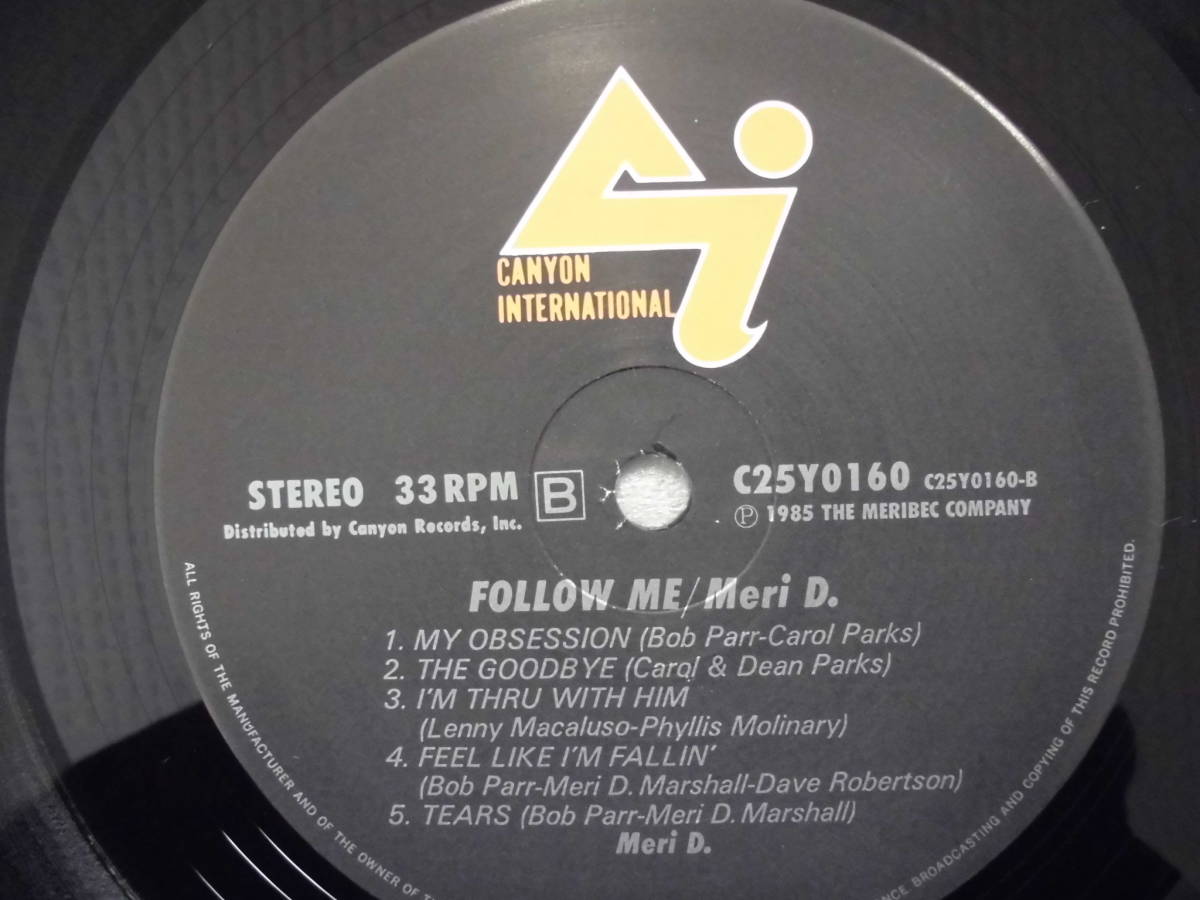 CANYON
INTERNATIONAL
STEREO 33 RPM B C25Y0160 C25Y0160-B
Distributed by Canyon Records, Inc. Ⓟ 1985 THE MERIBEC COMPANY
FOLLOW ME/Meri D.
1. MY OBSESSION (Bob Parr-Carol Parks)
2. THE GOODBYE (Carol & Dean Parks)
3. I'M THRU WITH HIM
(Lenny Macaluso-Phyllis Molinary)
4. FEEL LIKE I'M FALLIN'
(Bob Parr-Meri D. Marshall-Dave Robertson)
5. TEARS (Bob Parr-Meri D. Marshall)
Meri D.
ALL RIGHTS OF THE MANUFACTURER AND OF THE OWNER OF BROADCASTING AND COPYING OF THIS RECORD PROHIBITED.